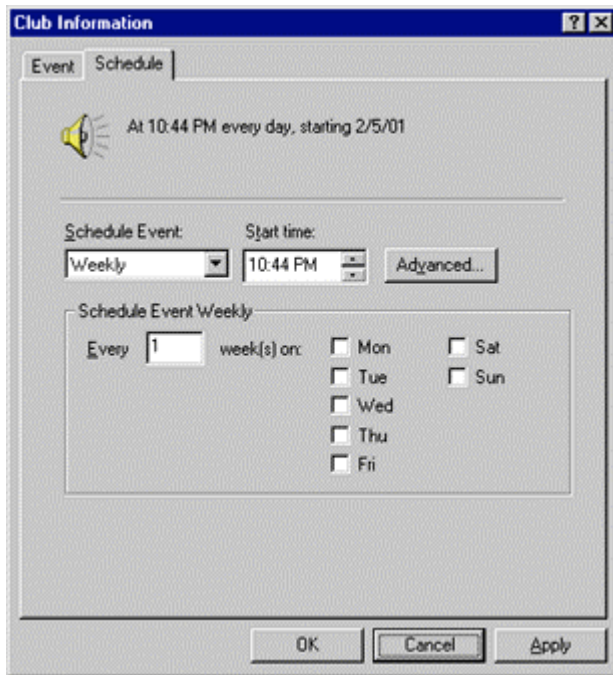 Club Information
Event Schedule
At 10:44 PM every day, starting 2/5/01
Schedule Event: Start time:
Weekly 10:44 PM Advanced...
Schedule Event Weekly
Every 1 week(s) on: Mon Sat
Tue Sun
Wed
Thu
Fri
OK Cancel Apply